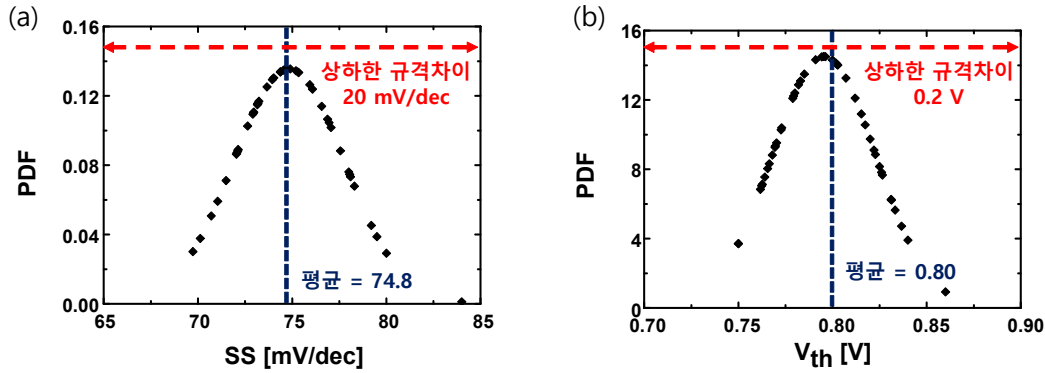 (a)
0.16
0.12
0.08
0.04
0.00
PDF
상하한 규격차이
20 mV/dec
평균 = 74.8
65 70 75 80 85
SS [mV/dec]
(b)
16
12
8
4
0
PDF
상하한 규격차이
0.2 V
평균 = 0.80
0.70 0.75 0.80 0.85 0.90
Vth [V]